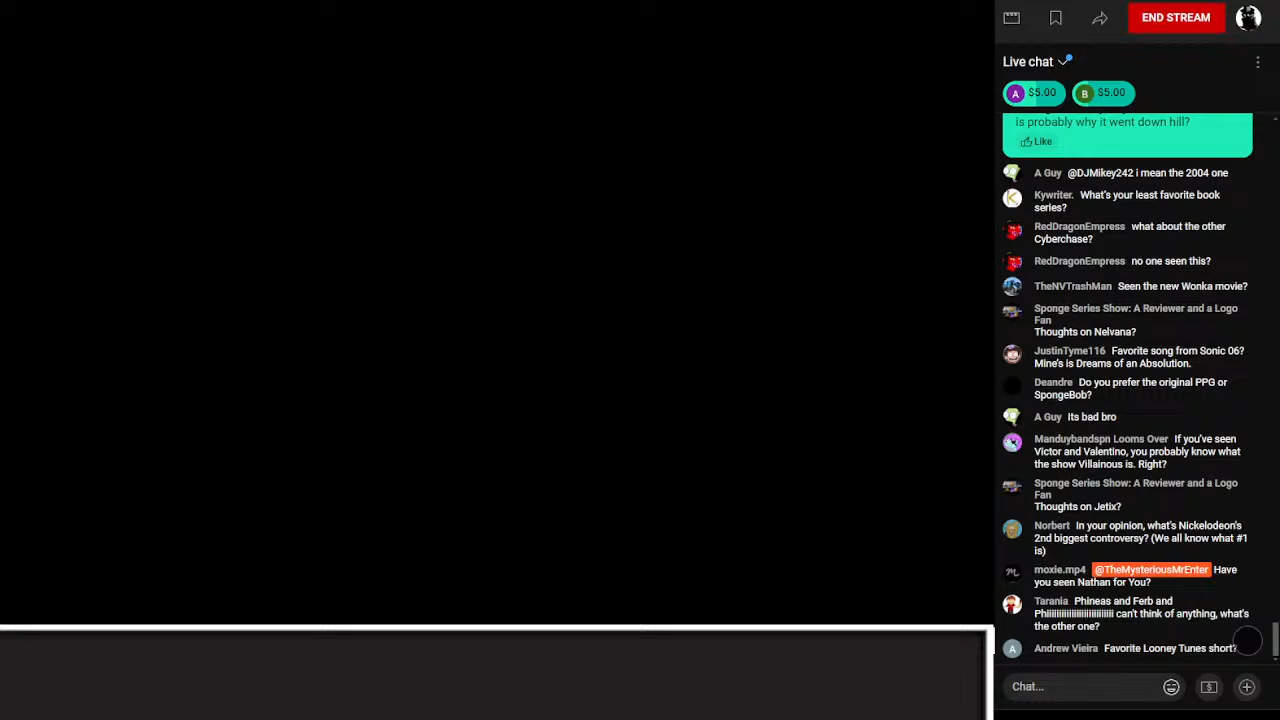 END STREAM
Live chat
A $5.00
B $5.00
is probably why it went down hill?
Like
A Guy @DJMikey242 i mean the 2004 one
Kywriter. What's your least favorite book
series?
RedDragonEmpress what about the other
Cyberchase?
RedDragonEmpress no one seen this?
TheNVTrashMan Seen the new Wonka movie?
Sponge Series Show: A Reviewer and a Logo
Fan
Thoughts on Nelvana?
JustinTyme116 Favorite song from Sonic 06?
Mine's is Dreams of an Absolution.
Deandre Do you prefer the original PPG or
SpongeBob?
A Guy Its bad bro
Manduybandspn Looms Over If you've seen
Victor and Valentino, you probably know what
the show Villainous is. Right?
Sponge Series Show: A Reviewer and a Logo
Fan
Thoughts on Jetix?
Norbert In your opinion, what's Nickelodeon's
2nd biggest controversy? (We all know what #1
is)
moxie.mp4 @TheMysteriousMrEnter Have
you seen Nathan for You?
Tarania Phineas and Ferb and
Phiiiiiiiiiiiiiiiiiiiiiiiiiii can't think of anything, what's
the other one?
A Andrew Vieira Favorite Looney Tunes short?
Chat...